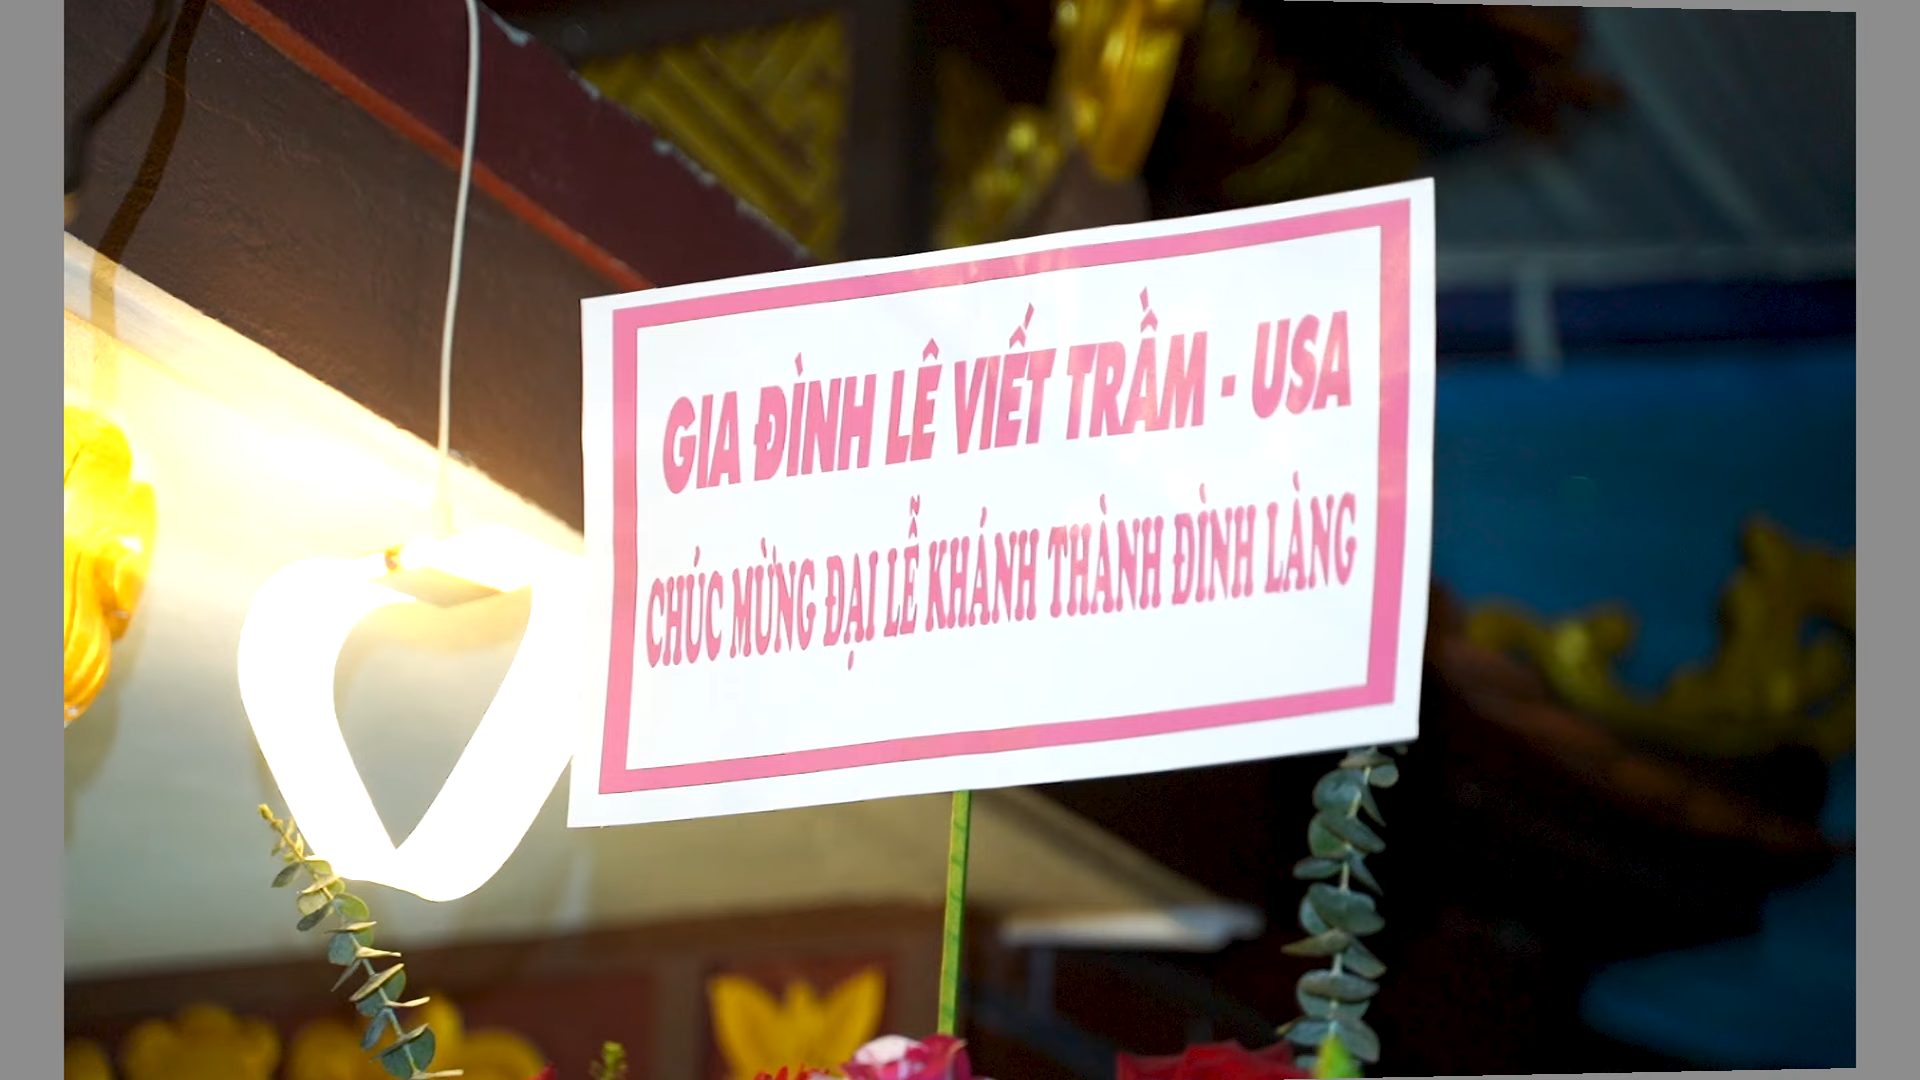 GIA ĐÌNH LÊ VIẾT TRẦM - USA
CHÚC MỪNG ĐẠI LỄ KHÁNH THÀNH ĐÌNH LÀNG